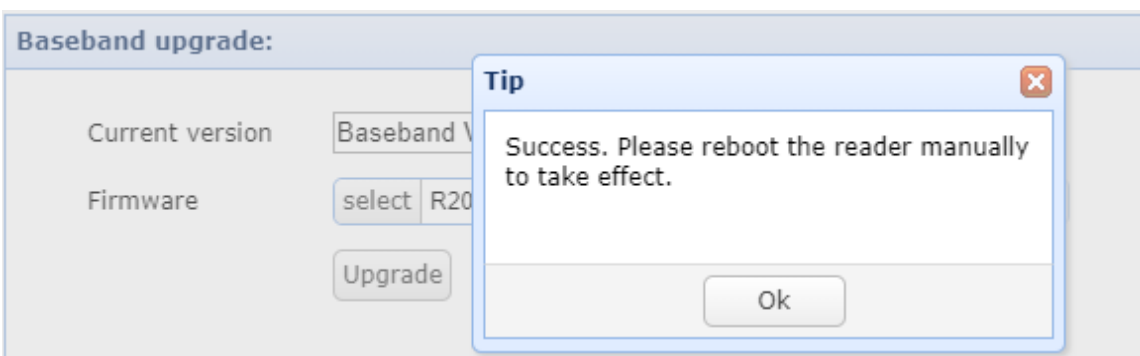 Baseband upgrade:
Tip
Current version
Baseband
Success. Please reboot the reader manually
to take effect.
Firmware
select R20
Upgrade
Ok